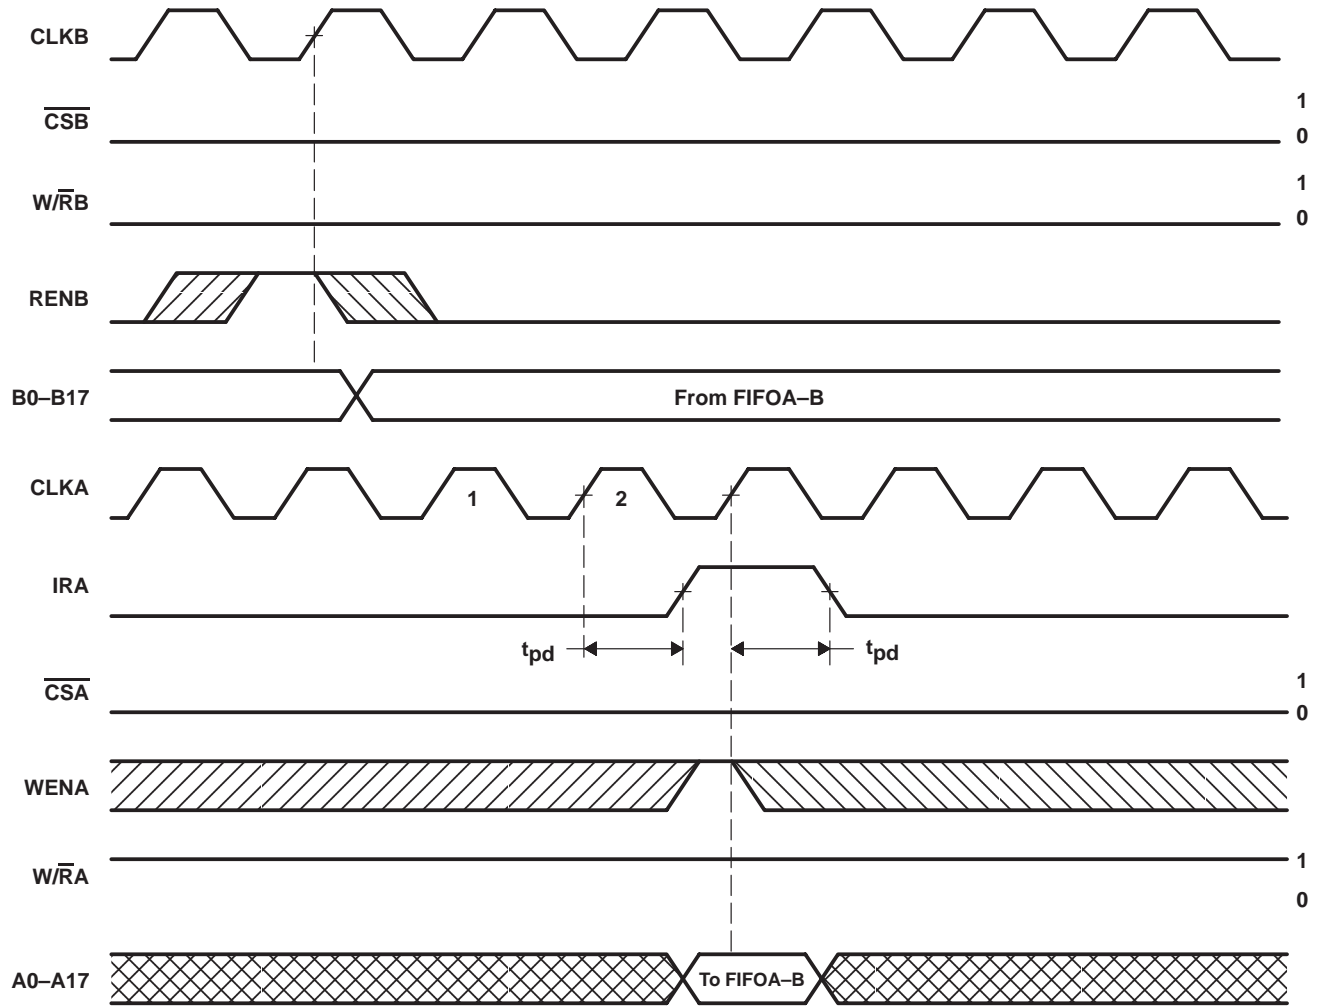 CLKB
CSB
1
0
W/RB
1
0
RENB
B0–B17
From FIFOA–B
CLKA
1
2
IRA
tpd
tpd
CSA
1
0
WENA
W/RA
1
0
A0–A17
To FIFOA–B